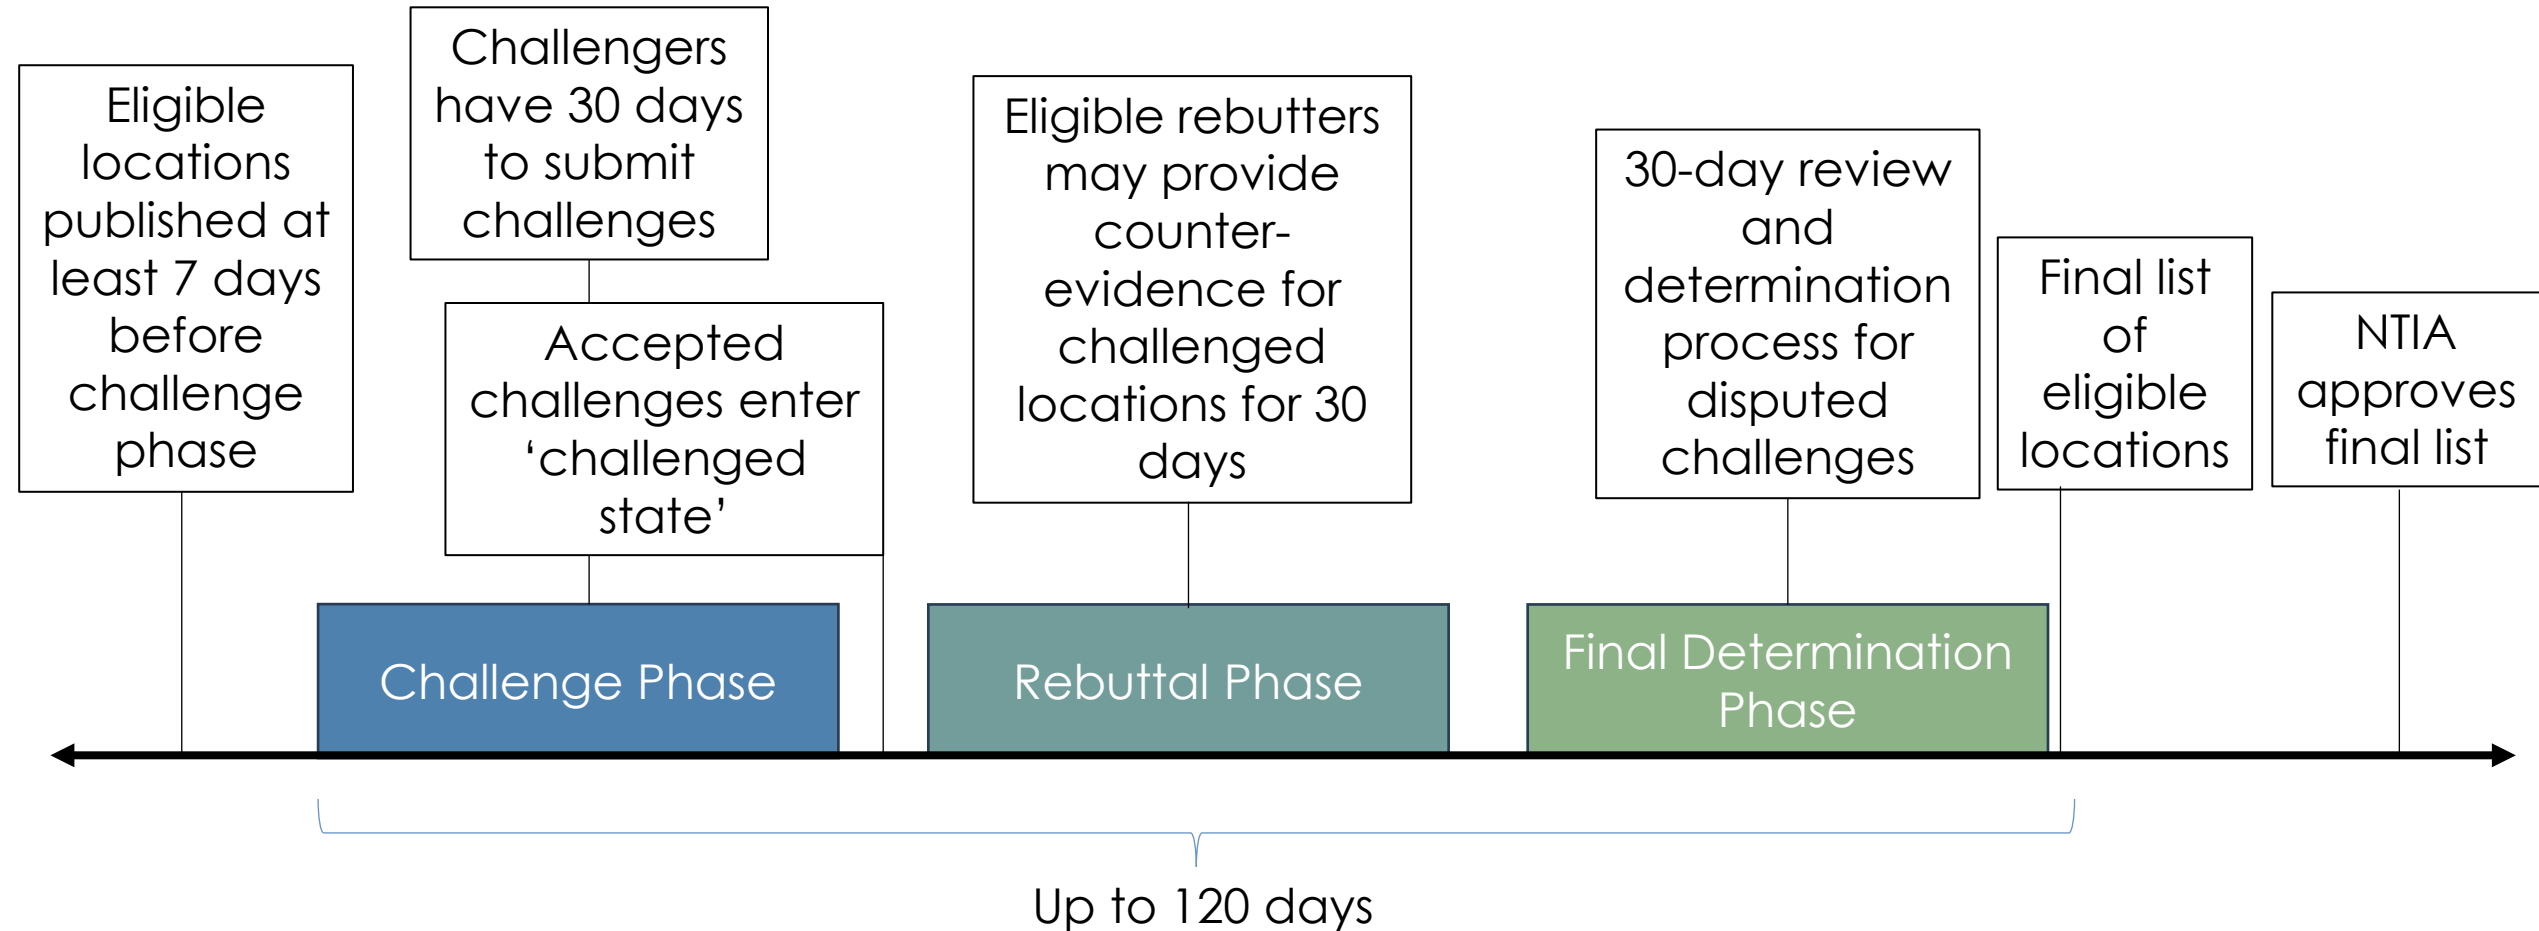 Eligible
locations
published at
least 7 days
before
challenge
phase
Challengers
have 30 days
to submit
challenges
Accepted
challenges enter
‘challenged
state’
Eligible rebutters
may provide
counter-
evidence for
challenged
locations for 30
days
30-day review
and
determination
process for
disputed
challenges
Final list
of
eligible
locations
NTIA
approves
final list
Challenge Phase
Rebuttal Phase
Final Determination
Phase
Up to 120 days